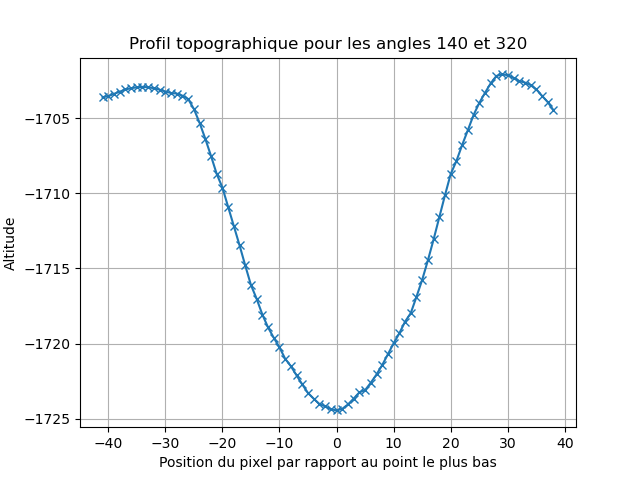 Profil topographique pour les angles 140 et 320
Altitude
−1705
−1710
−1715
−1720
−1725
−40 −30 −20 −10 0 10 20 30 40
Position du pixel par rapport au point le plus bas